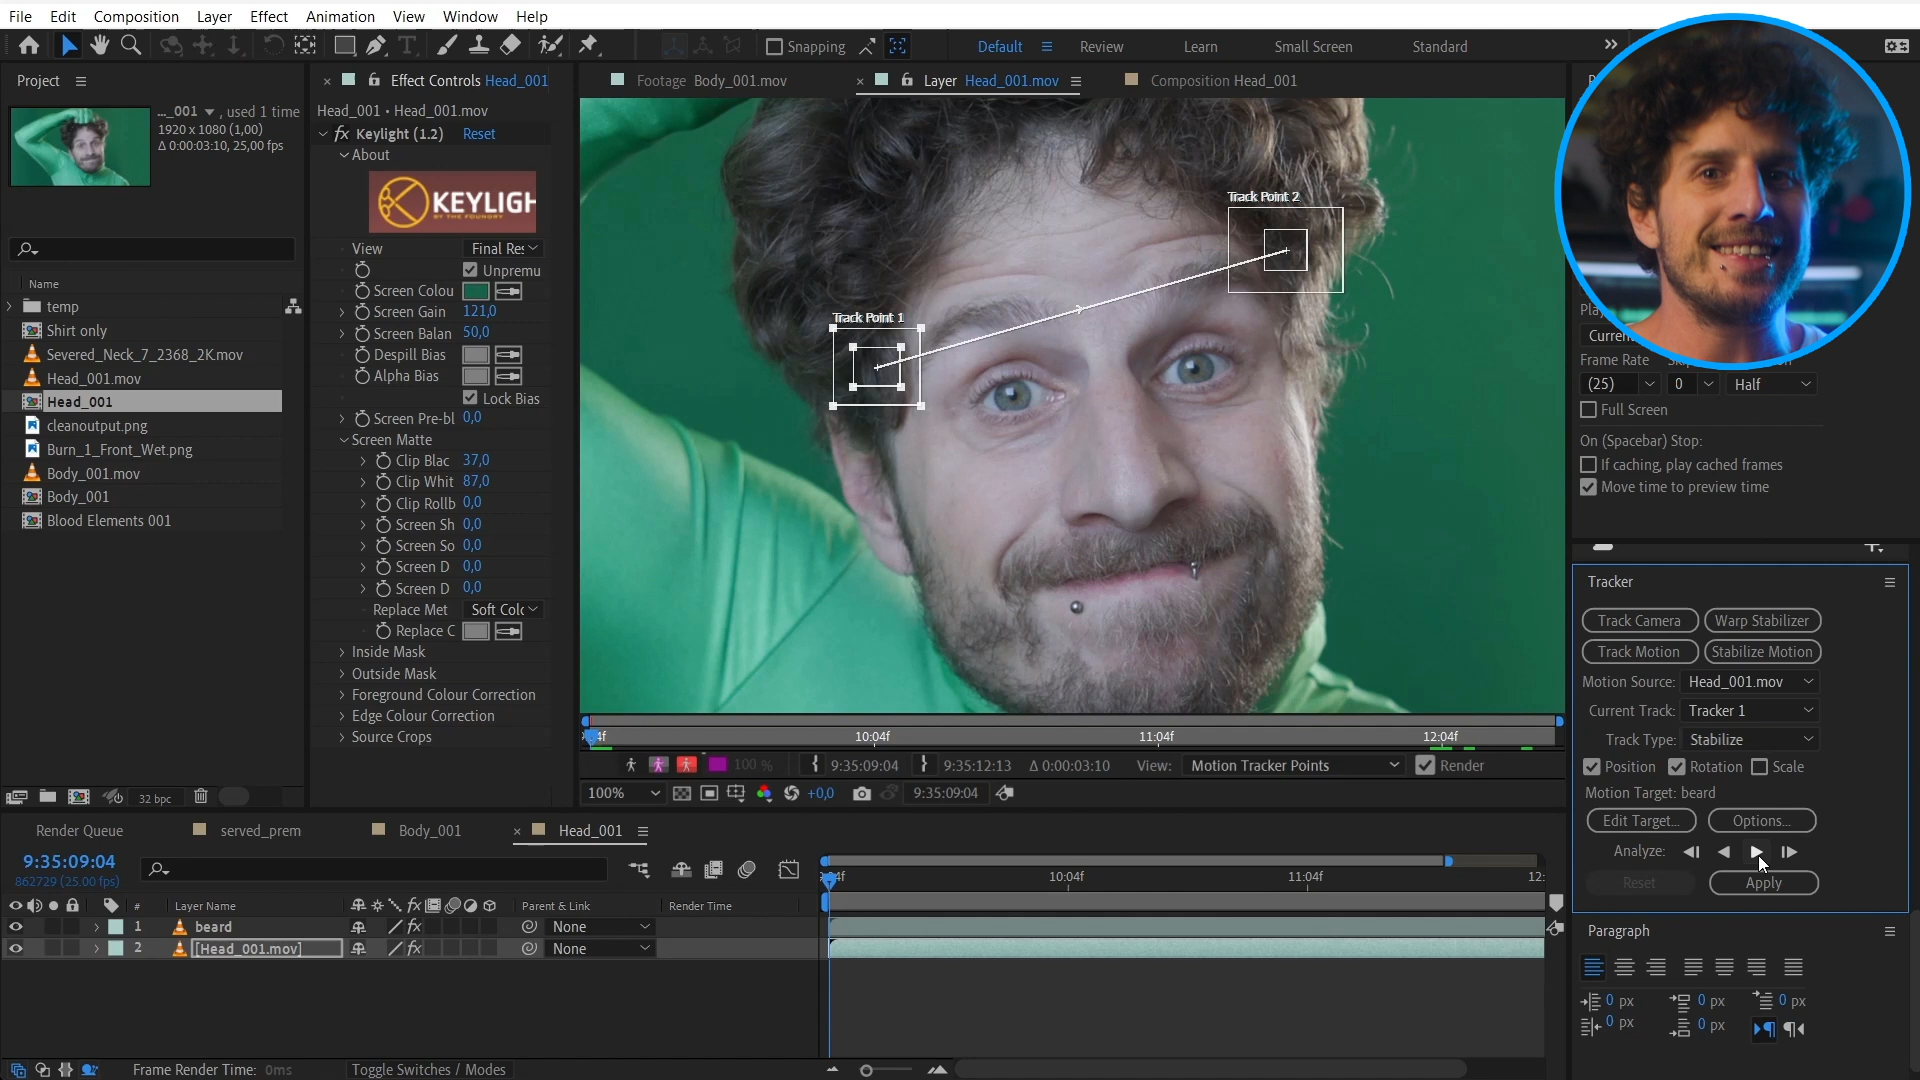 File Edit Composition Layer Effect Animation View Window Help
Snapping
Default Review Learn Small Screen Standard
Project
Effect Controls Head_001
Footage Body_001.mov
Layer Head_001.mov
Composition Head_001
..._001 , used 1 time
1920 x 1080 (1,00)
Δ 0:00:03:10, 25,00 fps
Name
temp
Shirt only
Severed_Neck_7_2368_2K.mov
Head_001.mov
Head_001
cleanoutput.png
Burn_1_Front_Wet.png
Body_001.mov
Body_001
Blood Elements 001
32 bpc
Head_001 • Head_001.mov
fx Keylight (1.2) Reset
About
KEYLIGH
BY THE FOUNDRY
View Final Res
Unpremu
Screen Colou
Screen Gain 121,0
Screen Balan 50,0
Despill Bias
Alpha Bias
Lock Bias
Screen Pre-bl 0,0
Screen Matte
Clip Blac 37,0
Clip Whit 87,0
Clip Rollb 0,0
Screen Sh 0,0
Screen So 0,0
Screen D 0,0
Screen D 0,0
Replace Met Soft Colc
Replace C
Inside Mask
Outside Mask
Foreground Colour Correction
Edge Colour Correction
Source Crops
Track Point 1
Track Point 2
10:04f 11:04f 12:04f
100 %
9:35:09:04 9:35:12:13 Δ 0:00:03:10 View: Motion Tracker Points Render
100% +0,0 9:35:09:04
Frame Rate
(25) 0 Half
Full Screen
On (Spacebar) Stop:
If caching, play cached frames
Move time to preview time
Tracker
Track Camera Warp Stabilizer
Track Motion Stabilize Motion
Motion Source: Head_001.mov
Current Track: Tracker 1
Track Type: Stabilize
Position Rotation Scale
Motion Target: beard
Edit Target... Options...
Analyze:
Reset Apply
Paragraph
0 px 0 px 0 px
0 px 0 px
Render Queue served_prem Body_001 Head_001
9:35:09:04
862729 (25.00 fps)
10:04f 11:04f 12:
# Layer Name fx Parent & Link Render Time
1 beard fx None
2 [Head_001.mov] fx None
Frame Render Time: 0ms Toggle Switches / Modes